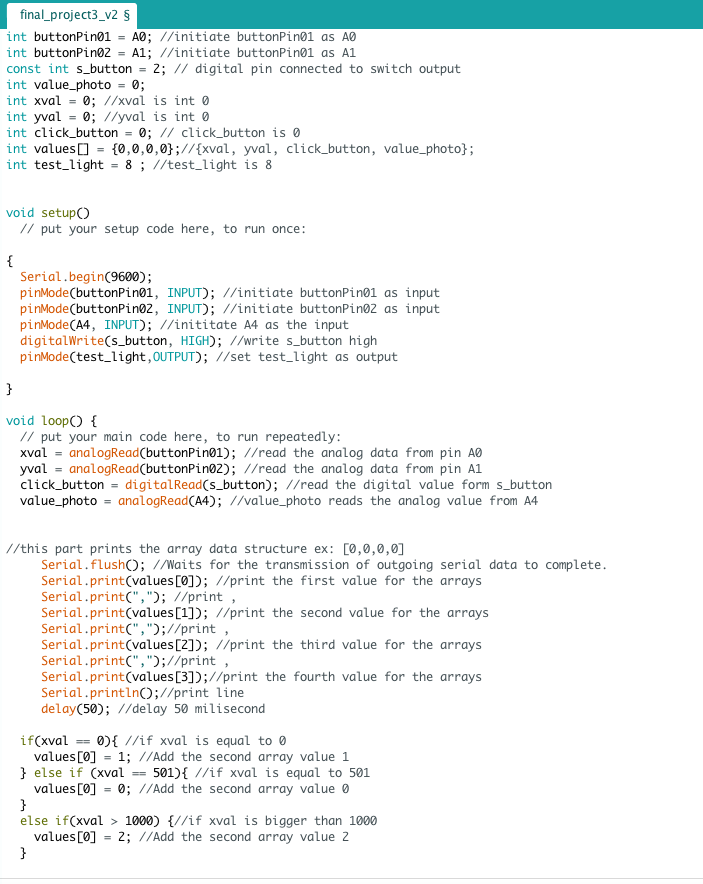 final_project3_v2 §
int buttonPin01 = A0; //initiate buttonPin01 as A0
int buttonPin02 = A1; //initiate buttonPin01 as A1
const int s_button = 2; // digital pin connected to switch output
int value_photo = 0;
int xval = 0; //xval is int 0
int yval = 0; //yval is int 0
int click_button = 0; // click_button is 0
int values[] = {0,0,0,0};//{xval, yval, click_button, value_photo};
int test_light = 8 ; //test_light is 8
void setup()
// put your setup code here, to run once:
{
Serial.begin(9600);
pinMode(buttonPin01, INPUT); //initiate buttonPin01 as input
pinMode(buttonPin02, INPUT); //initiate buttonPin02 as input
pinMode(A4, INPUT); //inititate A4 as the input
digitalWrite(s_button, HIGH); //write s_button high
pinMode(test_light,OUTPUT); //set test_light as output
}
void loop() {
// put your main code here, to run repeatedly:
xval = analogRead(buttonPin01); //read the analog data from pin A0
yval = analogRead(buttonPin02); //read the analog data from pin A1
click_button = digitalRead(s_button); //read the digital value form s_button
value_photo = analogRead(A4); //value_photo reads the analog value from A4
//this part prints the array data structure ex: [0,0,0,0]
Serial.flush(); //Waits for the transmission of outgoing serial data to complete.
Serial.print(values[0]); //print the first value for the arrays
Serial.print(","); //print ,
Serial.print(values[1]); //print the second value for the arrays
Serial.print(",");//print ,
Serial.print(values[2]); //print the third value for the arrays
Serial.print(",");//print ,
Serial.print(values[3]);//print the fourth value for the arrays
Serial.println();//print line
delay(50); //delay 50 milisecond
if(xval == 0){ //if xval is equal to 0
values[0] = 1; //Add the second array value 1
} else if (xval == 501){ //if xval is equal to 501
values[0] = 0; //Add the second array value 0
}
else if(xval > 1000) {//if xval is bigger than 1000
values[0] = 2; //Add the second array value 2
}